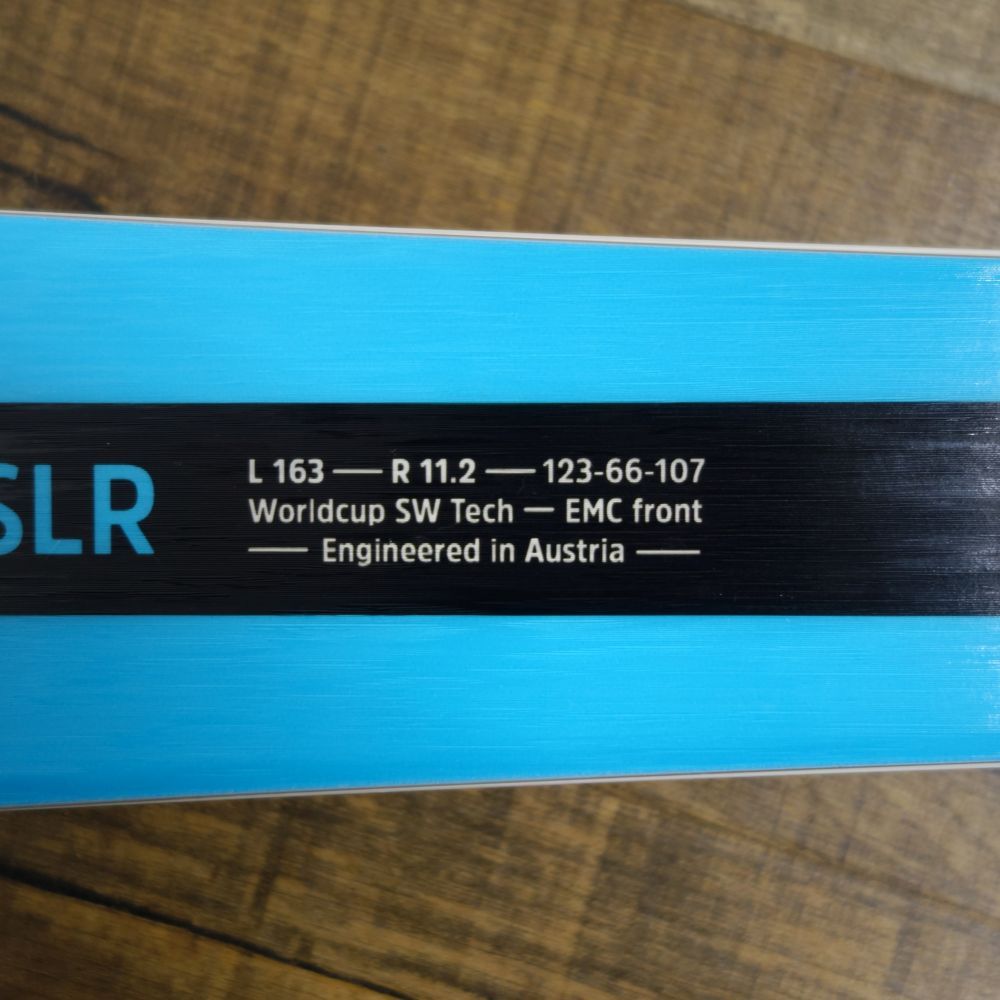 SLR
L 163 — R 11.2 — 123-66-107
Worldcup SW Tech — EMC front
— Engineered in Austria —